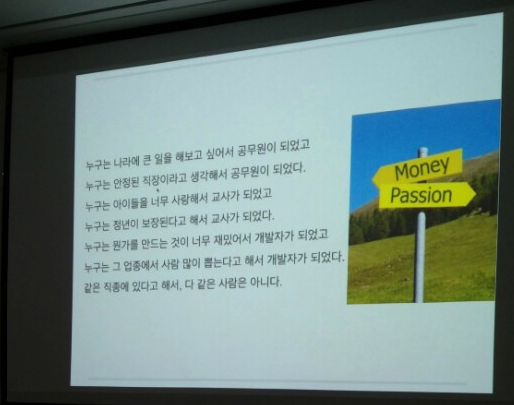 누구는 나라에 큰 일을 해보고 싶어서 공무원이 되었고
누구는 안정된 직장이라고 생각해서 공무원이 되었다.
누구는 아이들을 너무 사랑해서 교사가 되었고
누구는 정년이 보장된다고 해서 교사가 되었다.
누구는 뭔가를 만드는 것이 너무 재밌어서 개발자가 되었고
누구는 그 업종에서 사람 많이 뽑는다고 해서 개발자가 되었다.
같은 직종에 있다고 해서, 다 같은 사람은 아니다.
Money
Passion